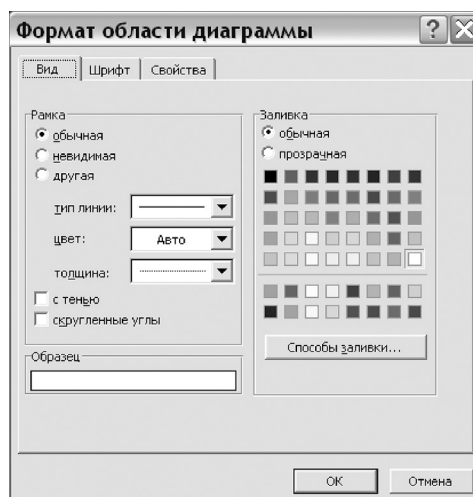 Формат области диаграммы
Вид
Шрифт
Свойства
Рамка
обычная
невидимая
другая
тип линии:
цвет: Авто
толщина:
с тенью
скругленные углы
Образец
Заливка
обычная
прозрачная
Способы заливки...
ОК
Отмена